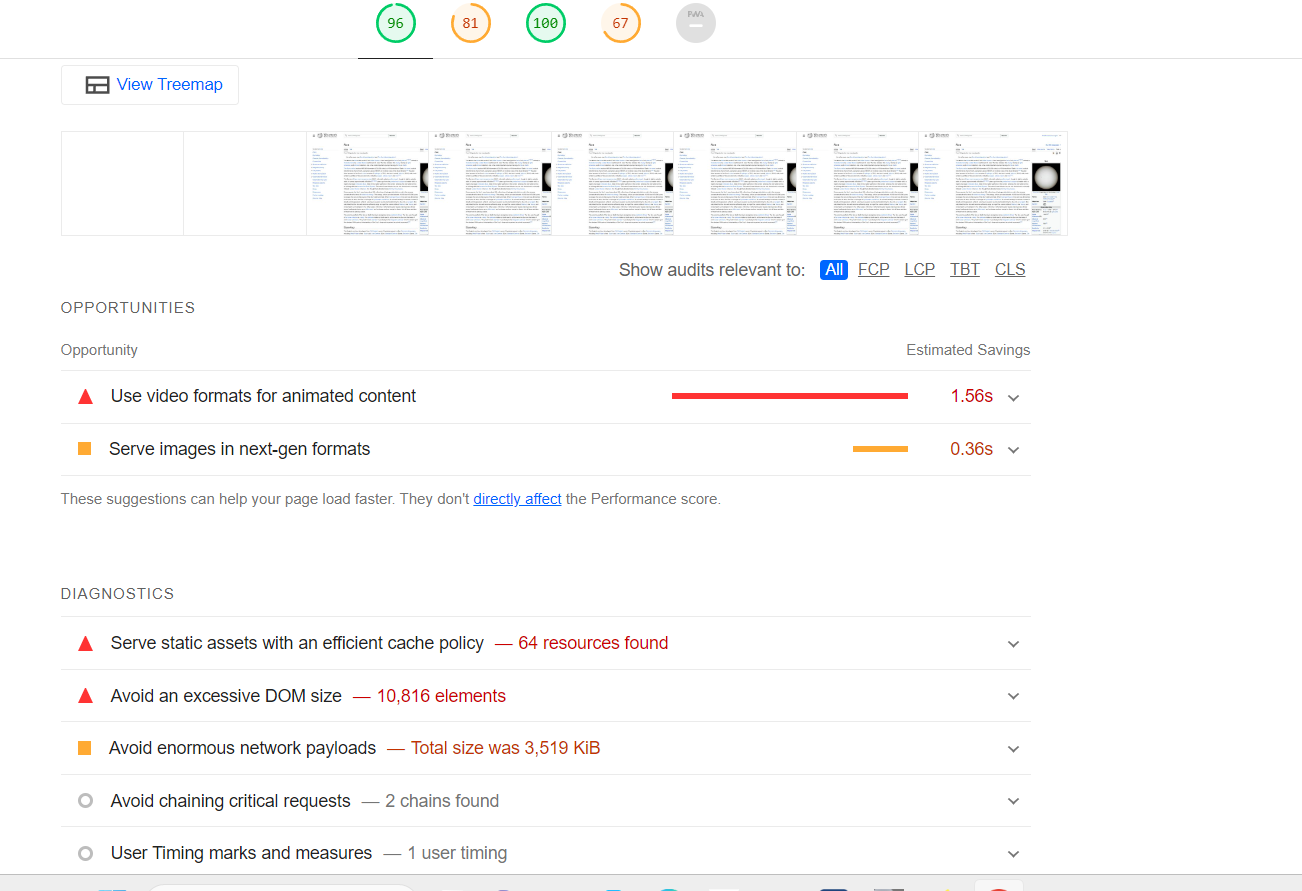 96 81 100 67 PWA
View Treemap
Show audits relevant to: All FCP LCP TBT CLS
OPPORTUNITIES
Opportunity Estimated Savings
Use video formats for animated content 1.56s
Serve images in next-gen formats 0.36s
These suggestions can help your page load faster. They don't directly affect the Performance score.
DIAGNOSTICS
Serve static assets with an efficient cache policy — 64 resources found
Avoid an excessive DOM size — 10,816 elements
Avoid enormous network payloads — Total size was 3,519 KiB
Avoid chaining critical requests — 2 chains found
User Timing marks and measures — 1 user timing